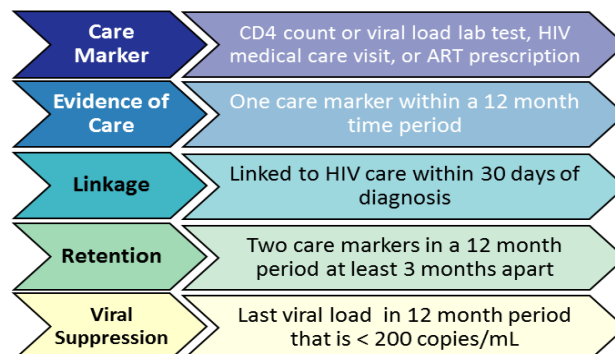 Care
Marker
CD4 count or viral load lab test, HIV
medical care visit, or ART prescription
Evidence of
Care
One care marker within a 12 month
time period
Linkage
Linked to HIV care within 30 days of
diagnosis
Retention
Two care markers in a 12 month
period at least 3 months apart
Viral
Suppression
Last viral load in 12 month period
that is < 200 copies/mL